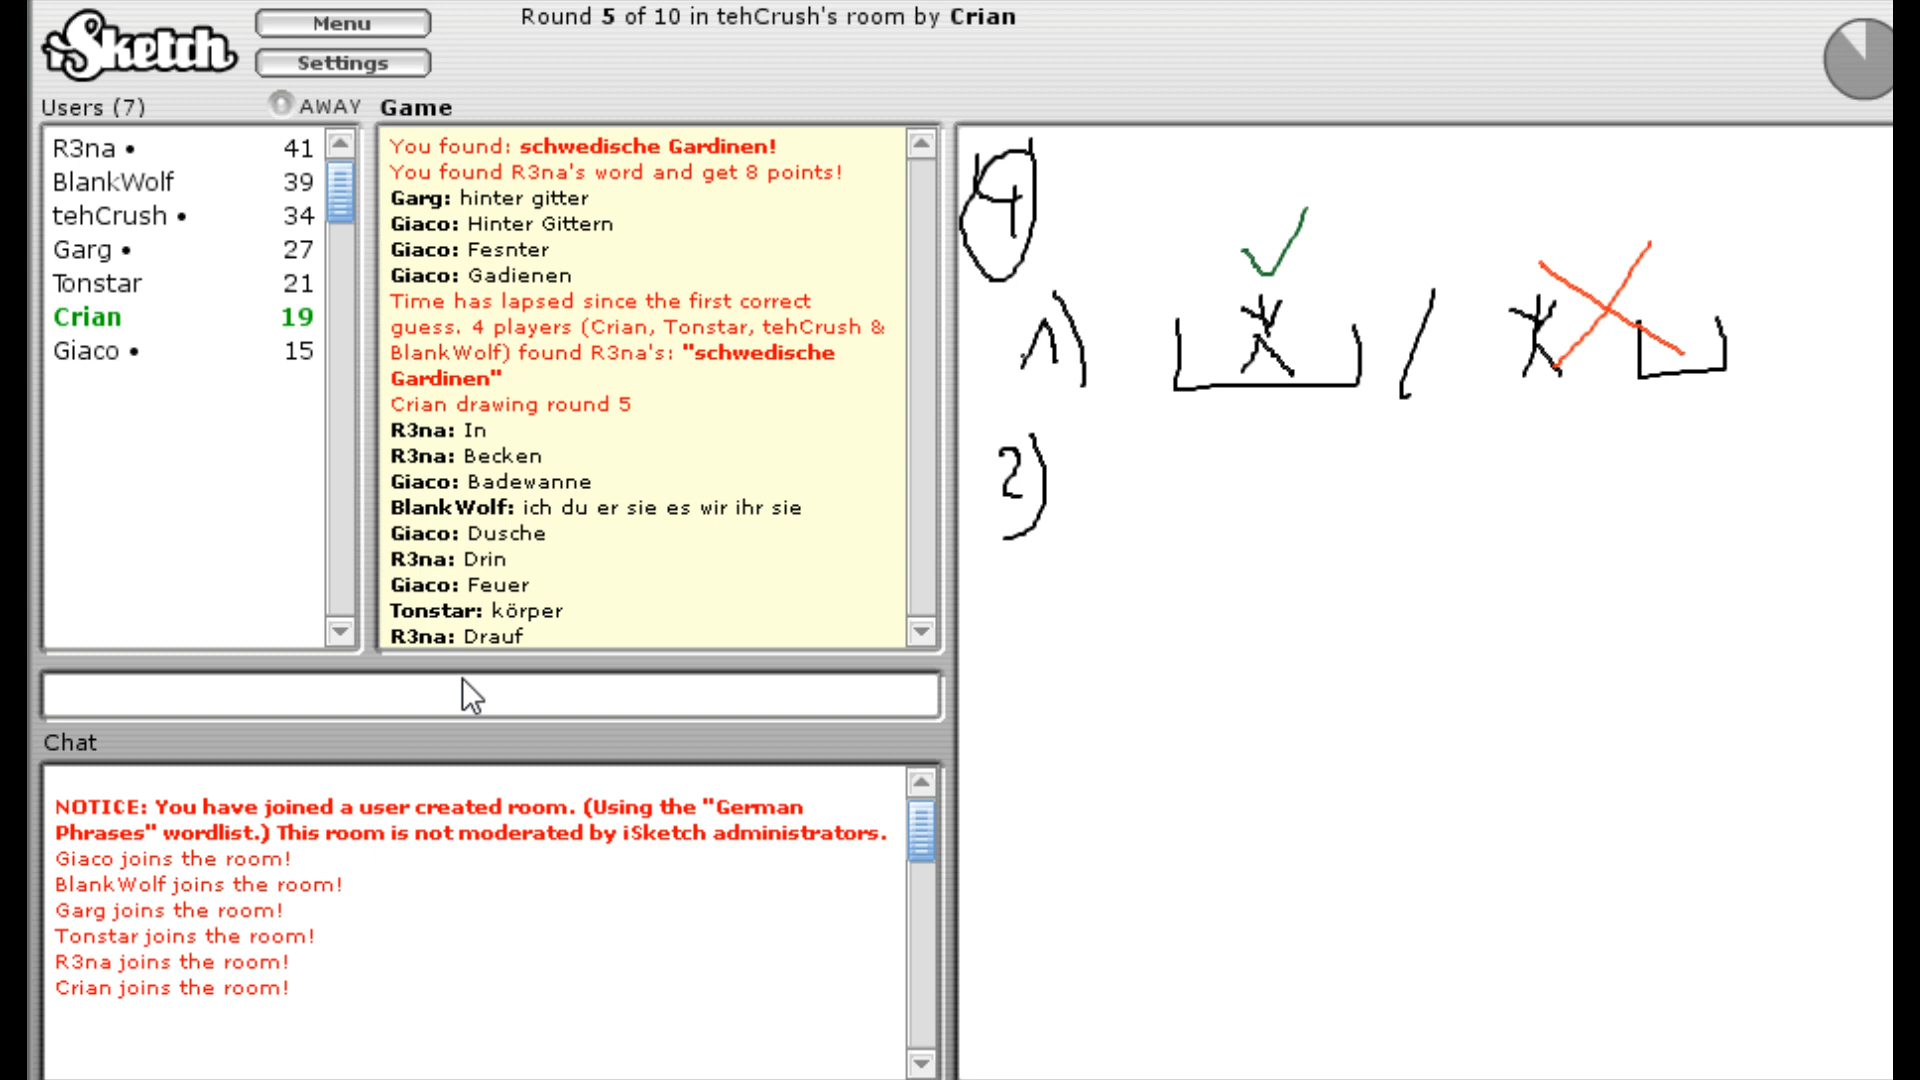 iSketch
Menu
Settings
Round 5 of 10 in tehCrush's room by Crian
Users (7)
AWAY
R3na • 41
BlankWolf 39
tehCrush • 34
Garg • 27
Tonstar 21
Crian 19
Giaco • 15
Game
You found: schwedische Gardinen!
You found R3na's word and get 8 points!
Garg: hinter gitter
Giaco: Hinter Gittern
Giaco: Fesnter
Giaco: Gadienen
Time has lapsed since the first correct
guess. 4 players (Crian, Tonstar, tehCrush &
BlankWolf) found R3na's: "schwedische
Gardinen"
Crian drawing round 5
R3na: In
R3na: Becken
Giaco: Badewanne
BlankWolf: ich du er sie es wir ihr sie
Giaco: Dusche
R3na: Drin
Giaco: Feuer
Tonstar: körper
R3na: Drauf
4
1)
/
2)
Chat
NOTICE: You have joined a user created room. (Using the "German
Phrases" wordlist.) This room is not moderated by iSketch administrators.
Giaco joins the room!
BlankWolf joins the room!
Garg joins the room!
Tonstar joins the room!
R3na joins the room!
Crian joins the room!